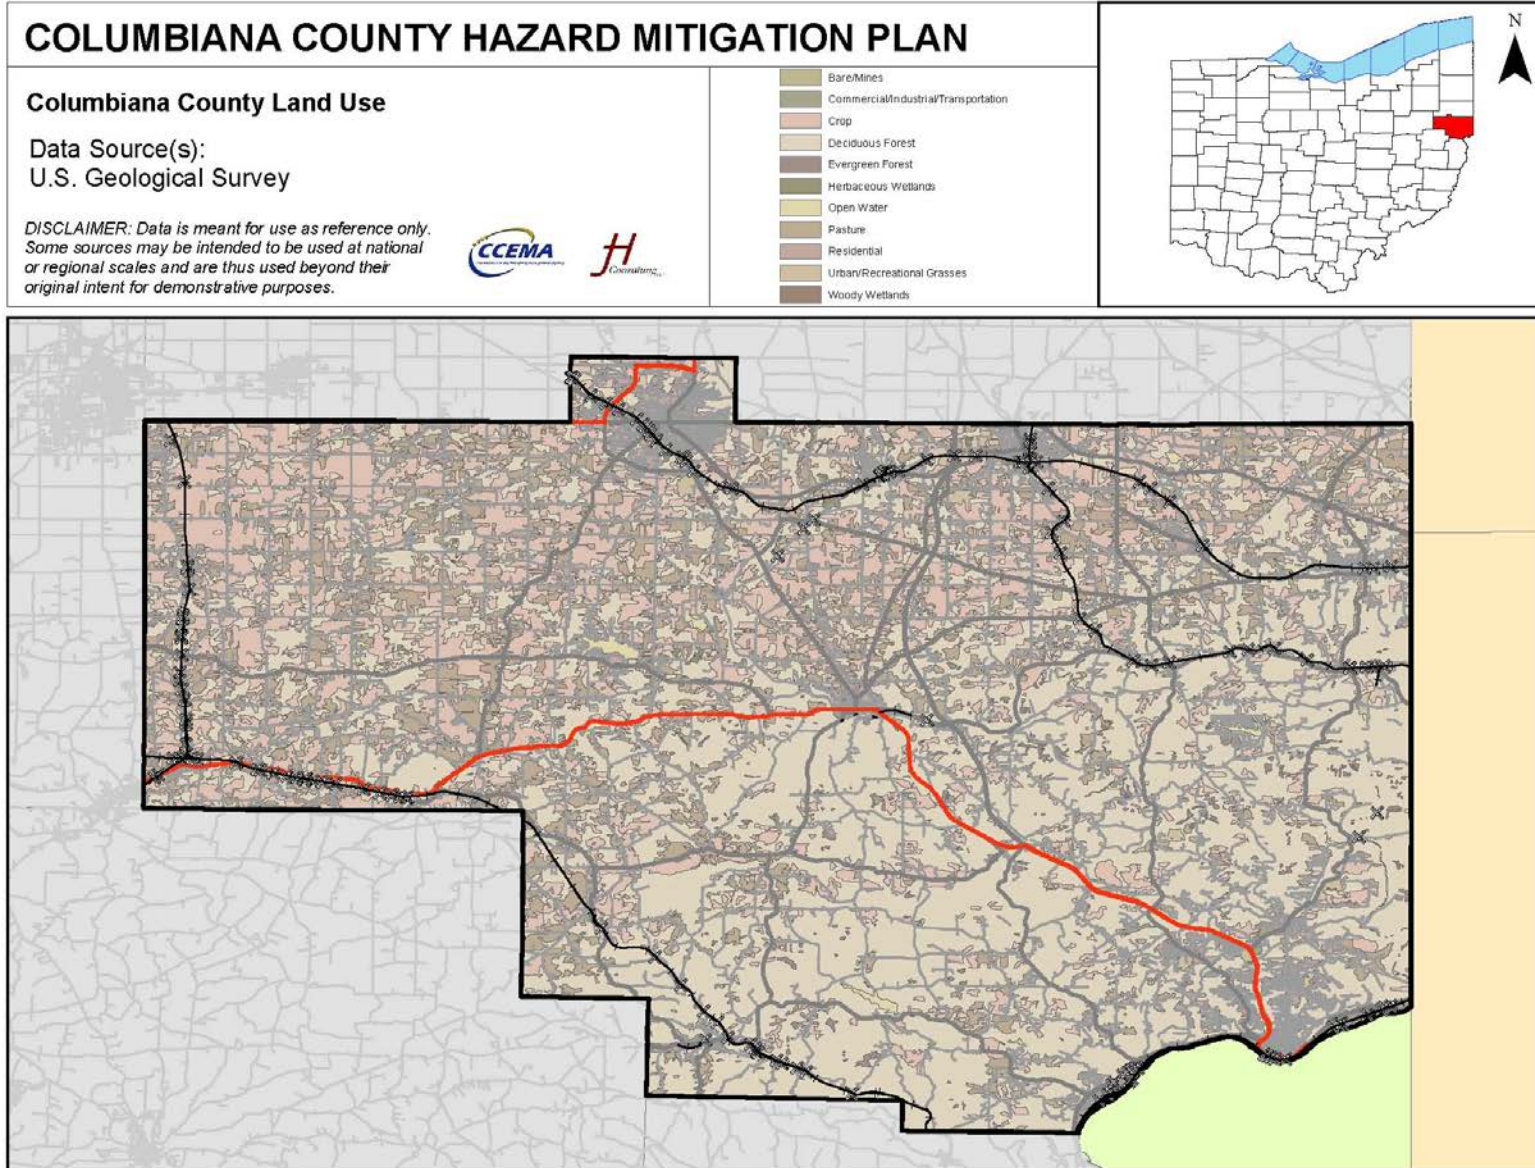 COLUMBIANA COUNTY HAZARD MITIGATION PLAN
Columbiana County Land Use
Data Source(s):
U.S. Geological Survey
DISCLAIMER: Data is meant for use as reference only.
Some sources may be intended to be used at national
or regional scales and are thus used beyond their
original intent for demonstrative purposes.
CCEMA
JH
Consulting
Bare/Mines
Commercial/Industrial/Transportation
Crop
Deciduous Forest
Evergreen Forest
Herbaceous Wetlands
Open Water
Pasture
Residential
Urban/Recreational Grasses
Woody Wetlands
N